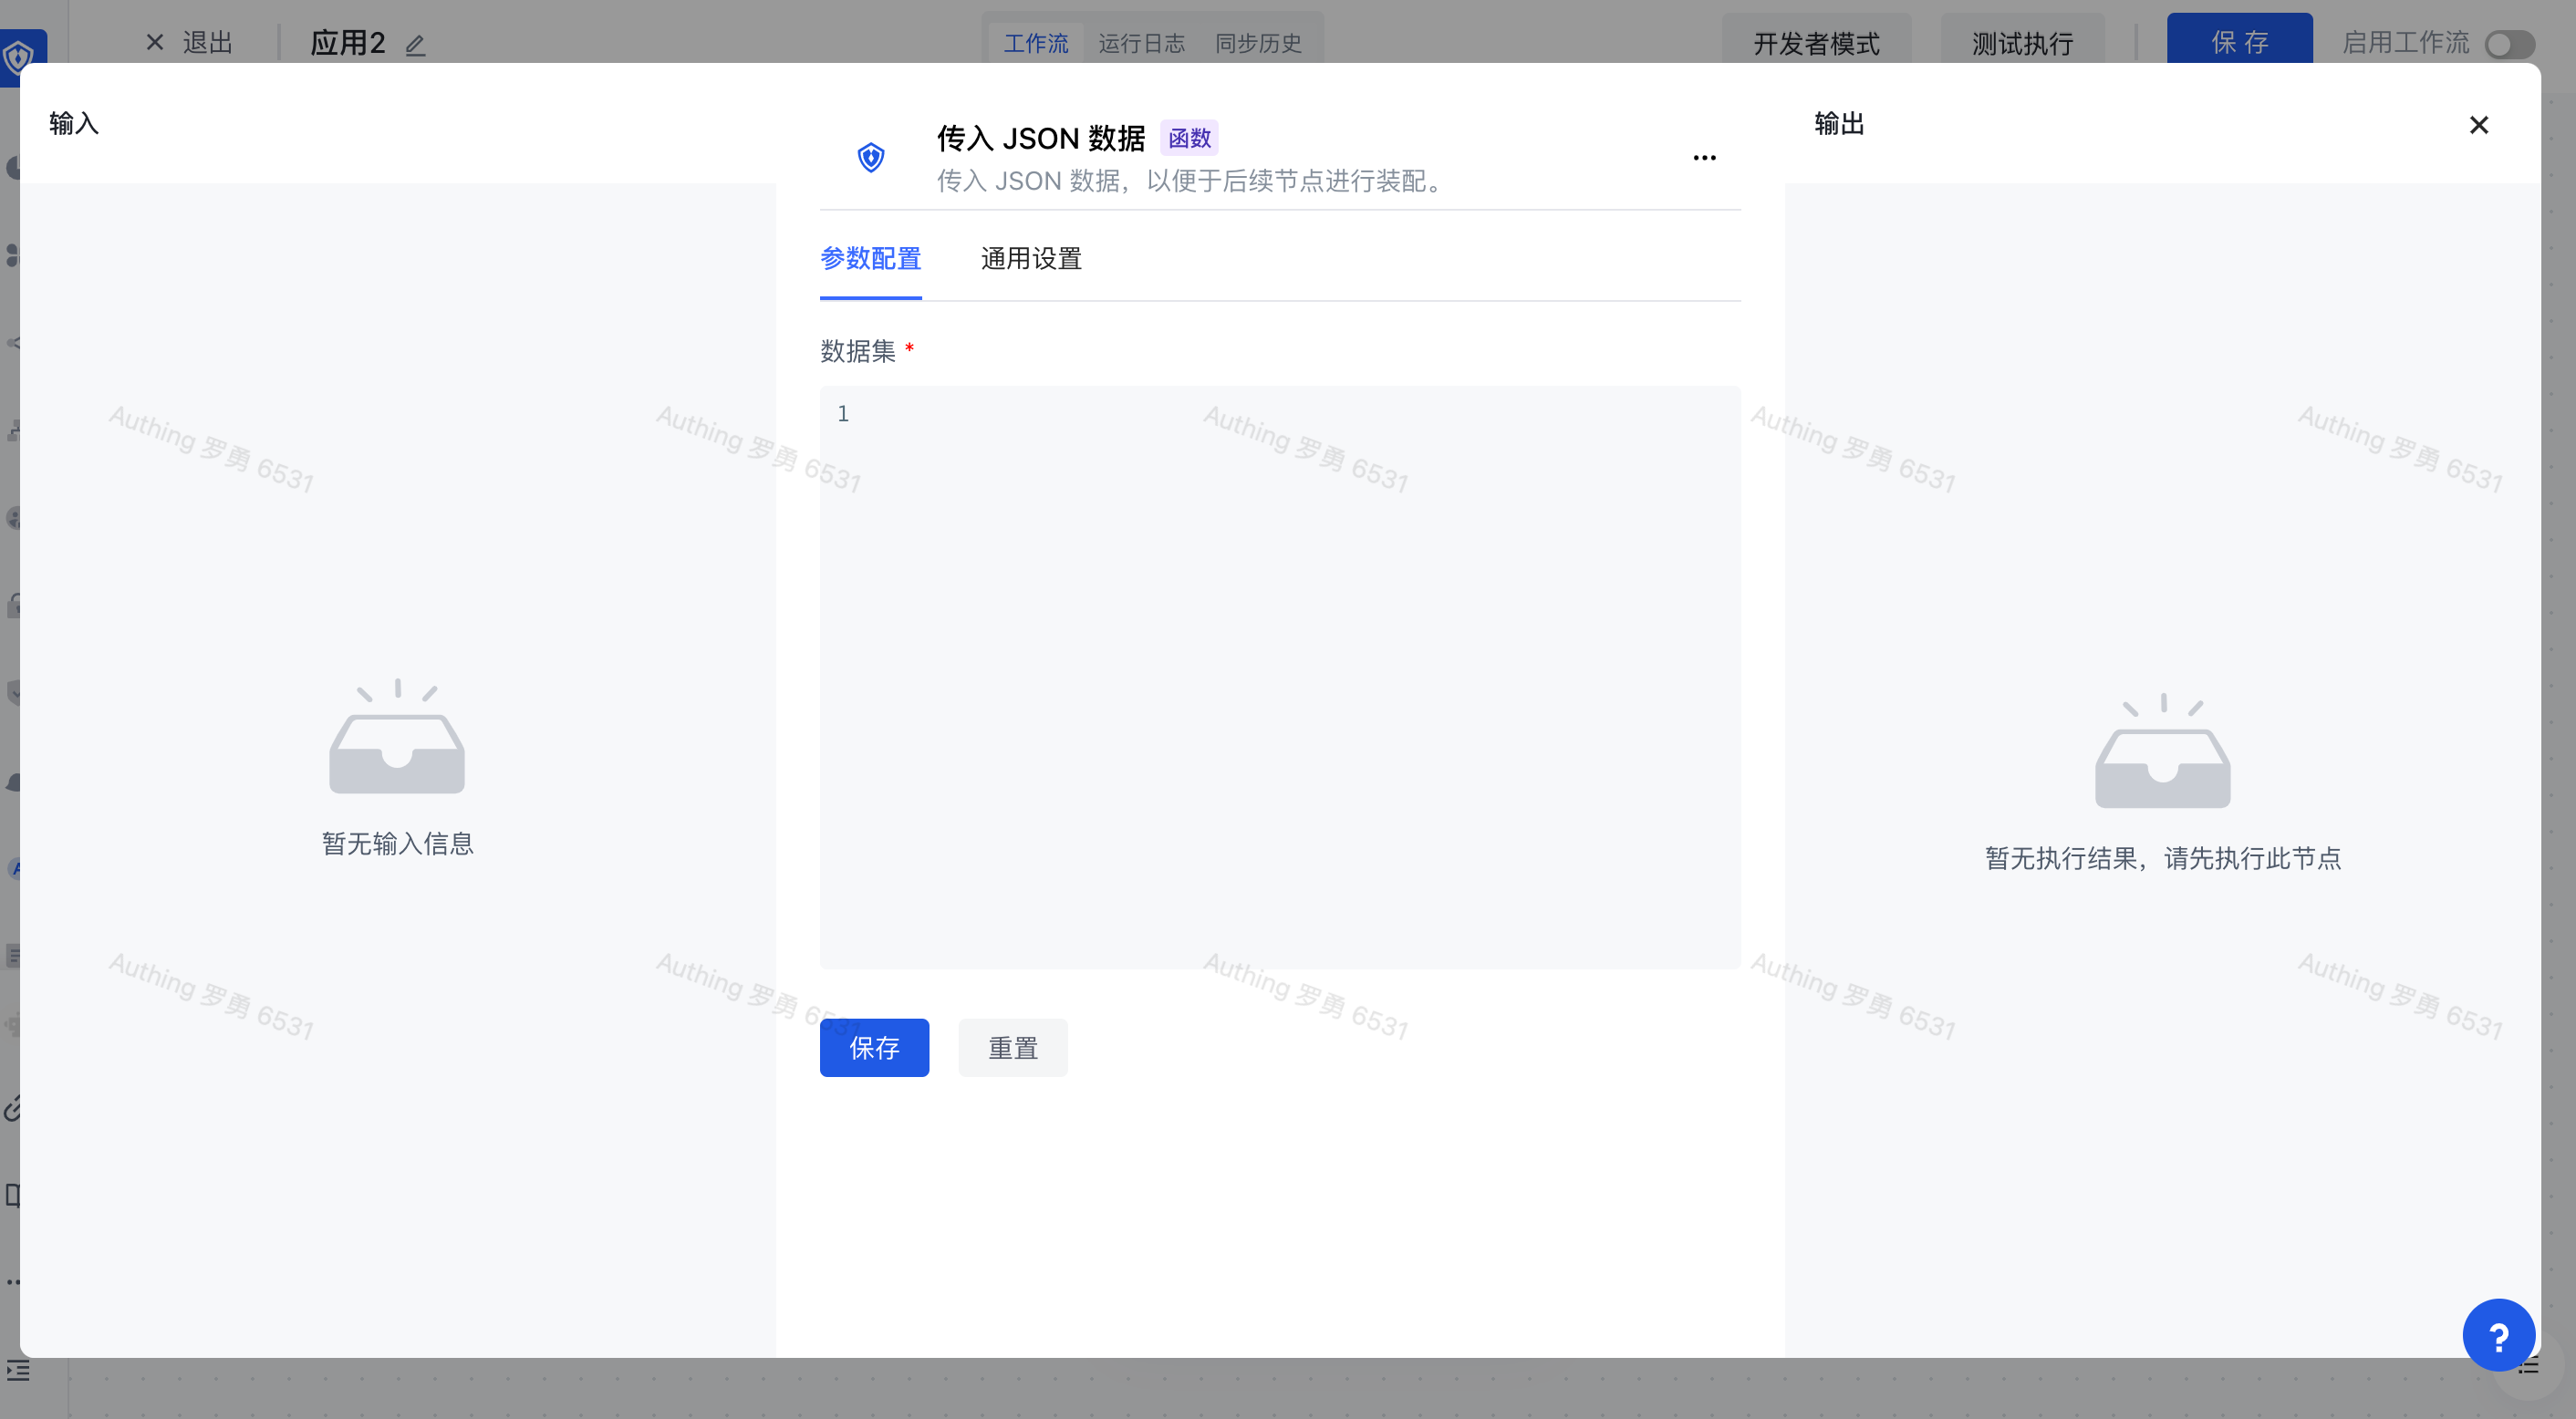 退出
应用2
工作流
运行日志
同步历史
开发者模式
测试执行
保 存
启用工作流
输入
传入 JSON 数据 函数
传入 JSON 数据，以便于后续节点进行装配。
输出
参数配置
通用设置
数据集 *
1
Authing 罗勇 6531
Authing 罗勇 6531
Authing 罗勇 6531
Authing 罗勇 6531
Authing 罗勇 6531
暂无输入信息
暂无执行结果，请先执行此节点
Authing 罗勇 6531
Authing 罗勇 6531
Authing 罗勇 6531
Authing 罗勇 6531
Authing 罗勇 6531
保存
重置
?